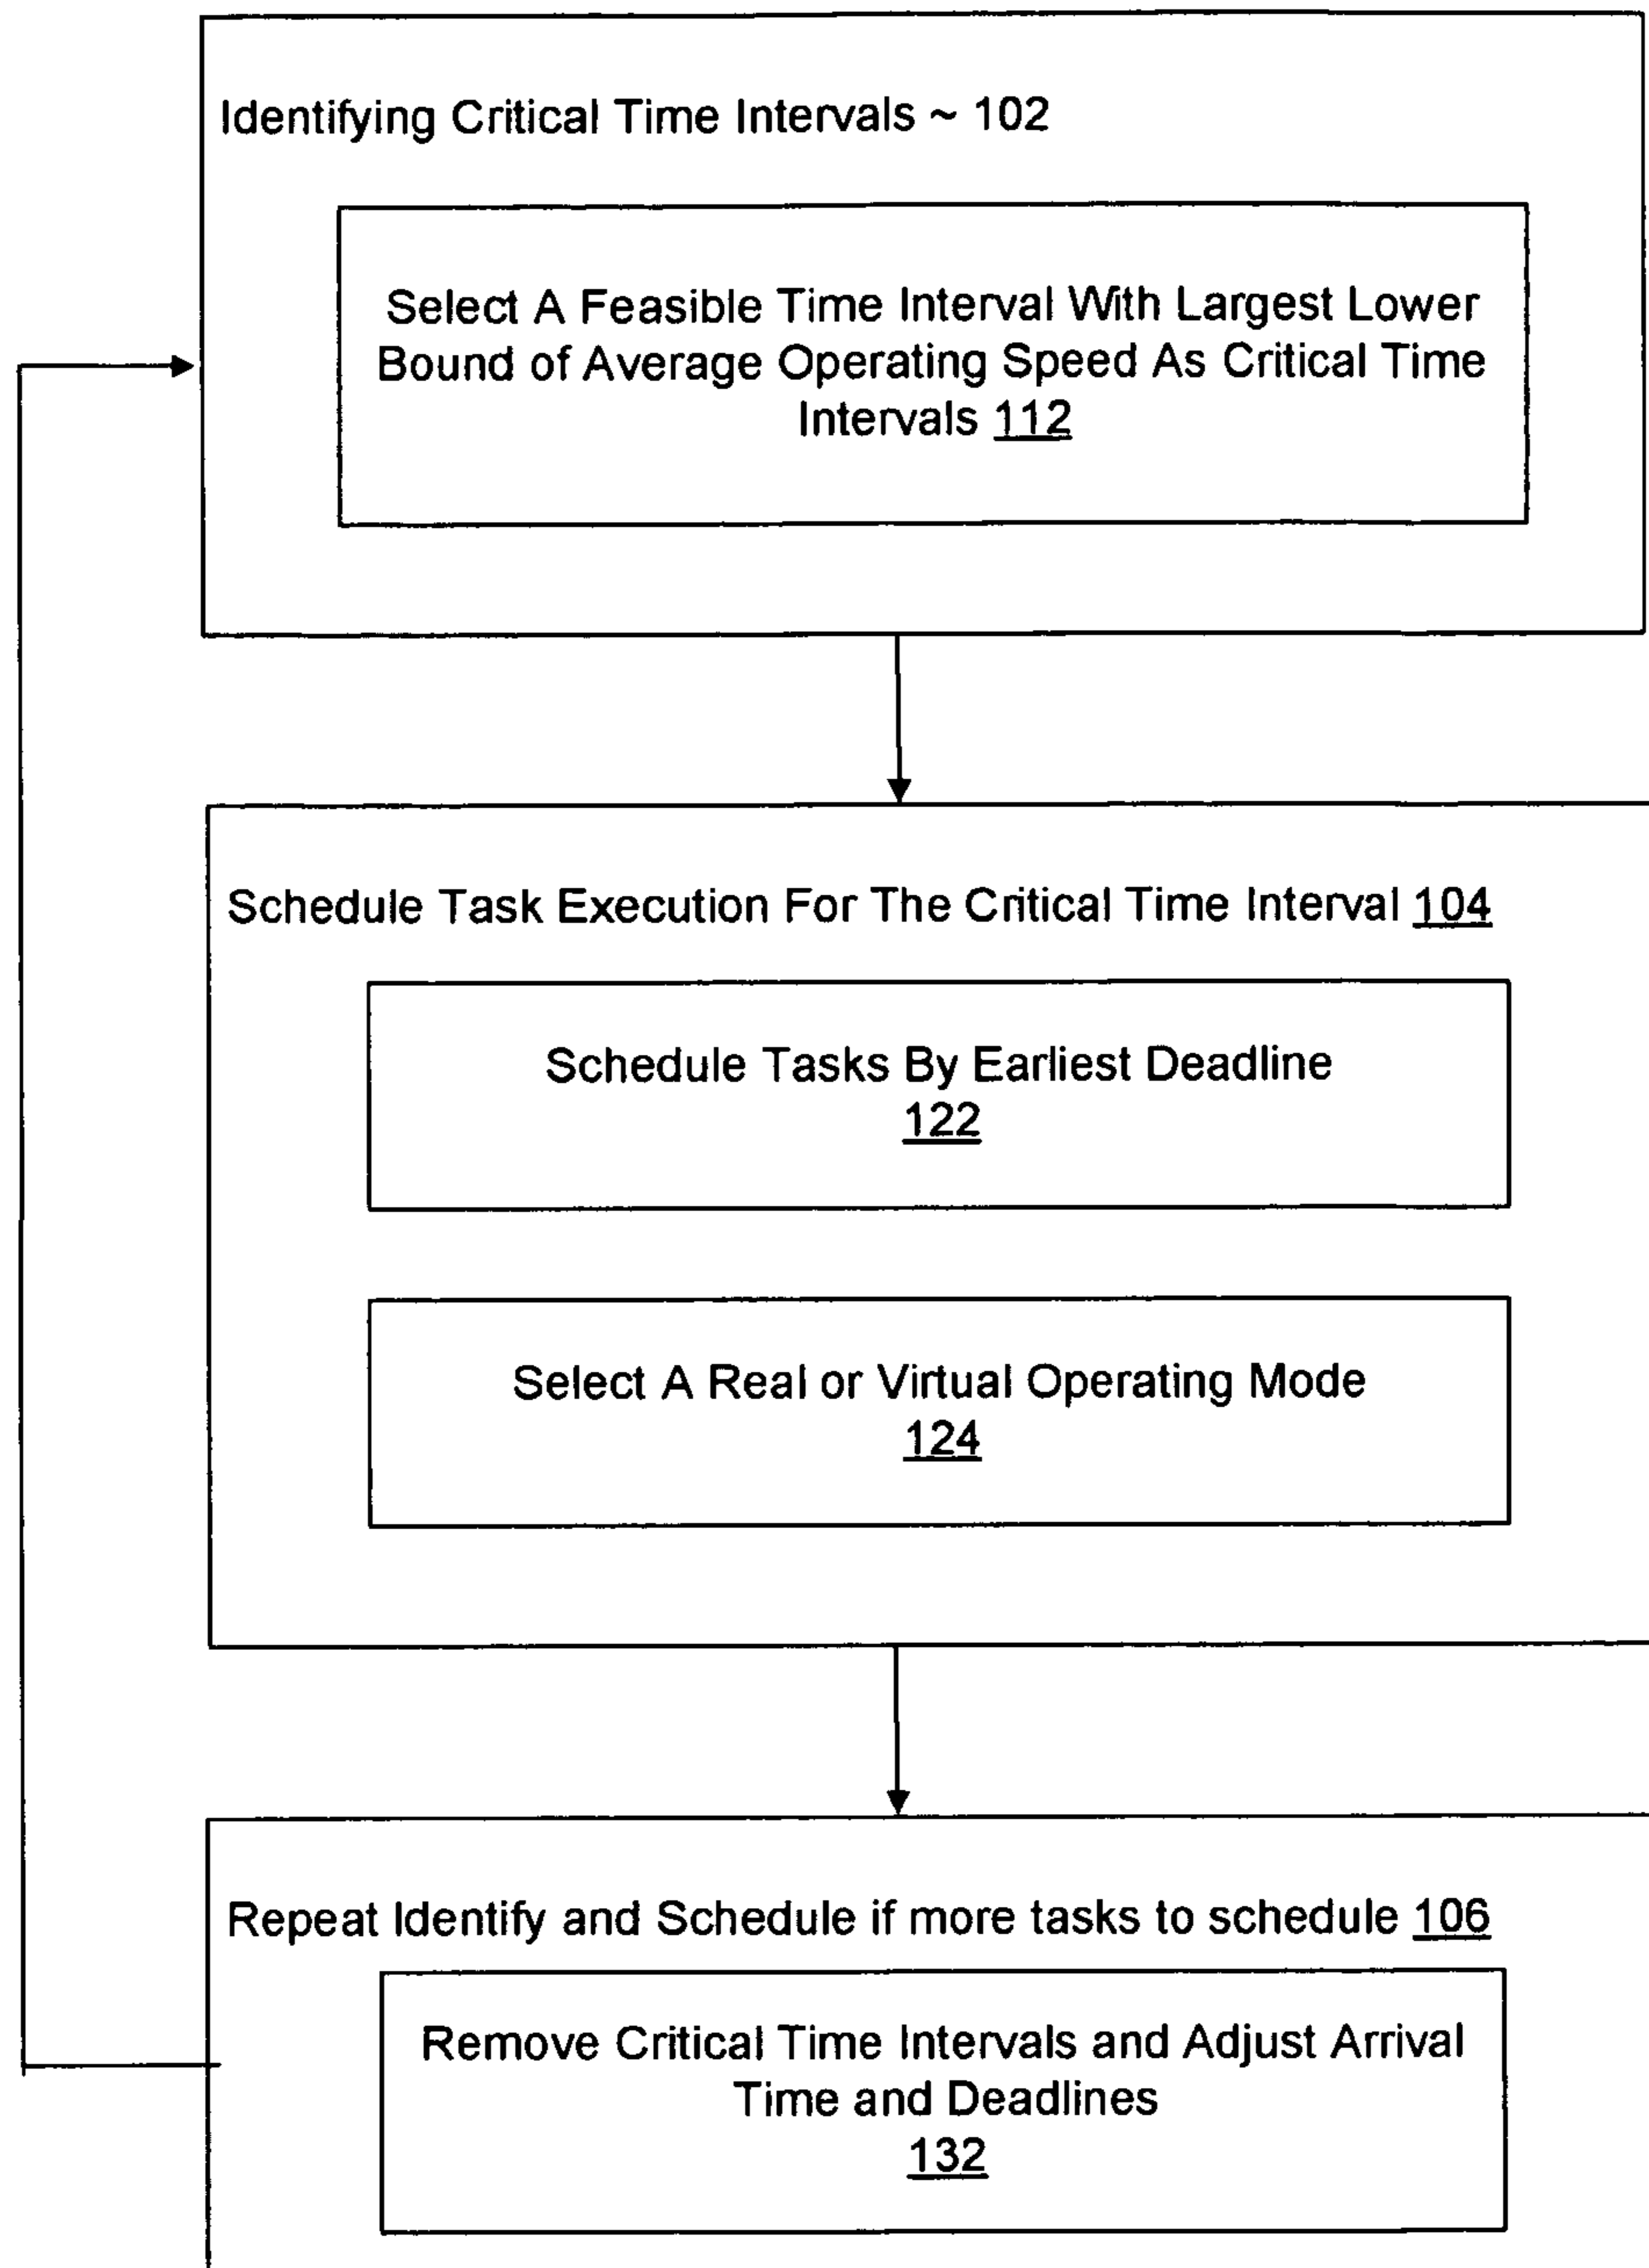 Identifying Critical Time Intervals ~ 102
Select A Feasible Time Interval With Largest Lower
Bound of Average Operating Speed As Critical Time
Intervals 112
Schedule Task Execution For The Critical Time Interval 104
Schedule Tasks By Earliest Deadline
122
Select A Real or Virtual Operating Mode
124
Repeat Identify and Schedule if more tasks to schedule 106
Remove Critical Time Intervals and Adjust Arrival
Time and Deadlines
132